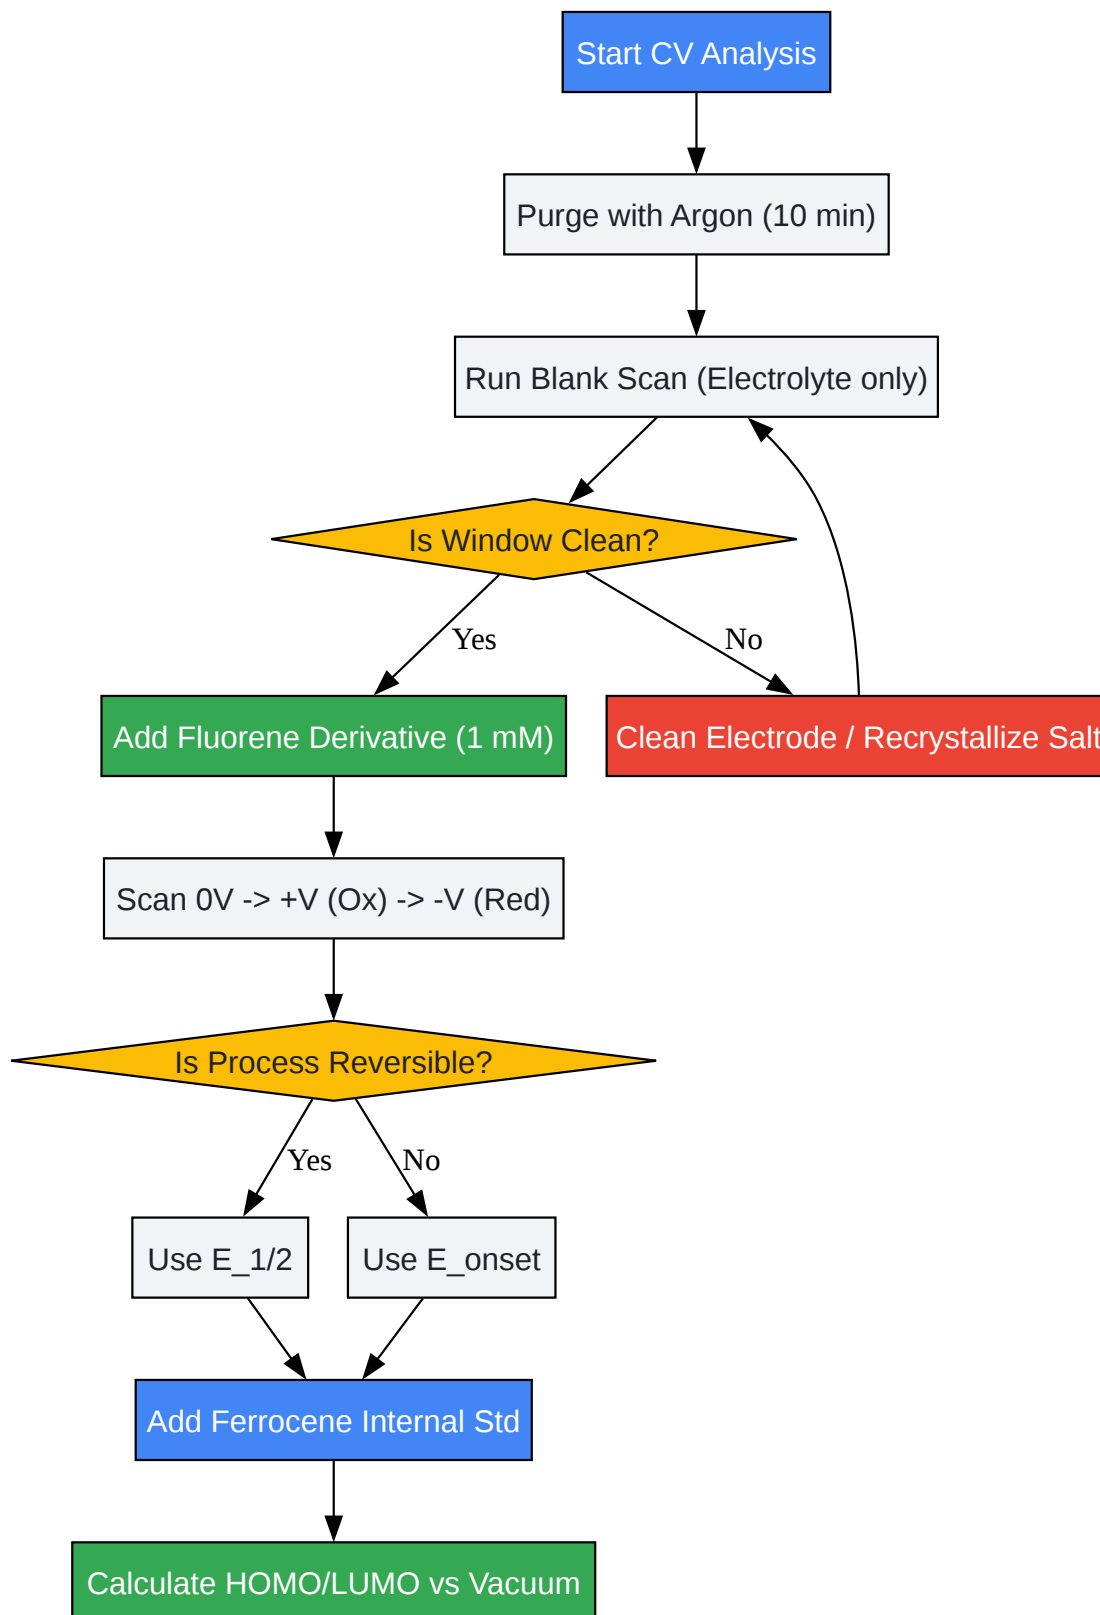 Start CV Analysis
Purge with Argon (10 min)
Run Blank Scan (Electrolyte only)
Is Window Clean?
Yes
No
Add Fluorene Derivative (1 mM)
Clean Electrode / Recrystallize Salt
Scan 0V -> +V (Ox) -> -V (Red)
Is Process Reversible?
Yes
No
Use E_1/2
Use E_onset
Add Ferrocene Internal Std
Calculate HOMO/LUMO vs Vacuum